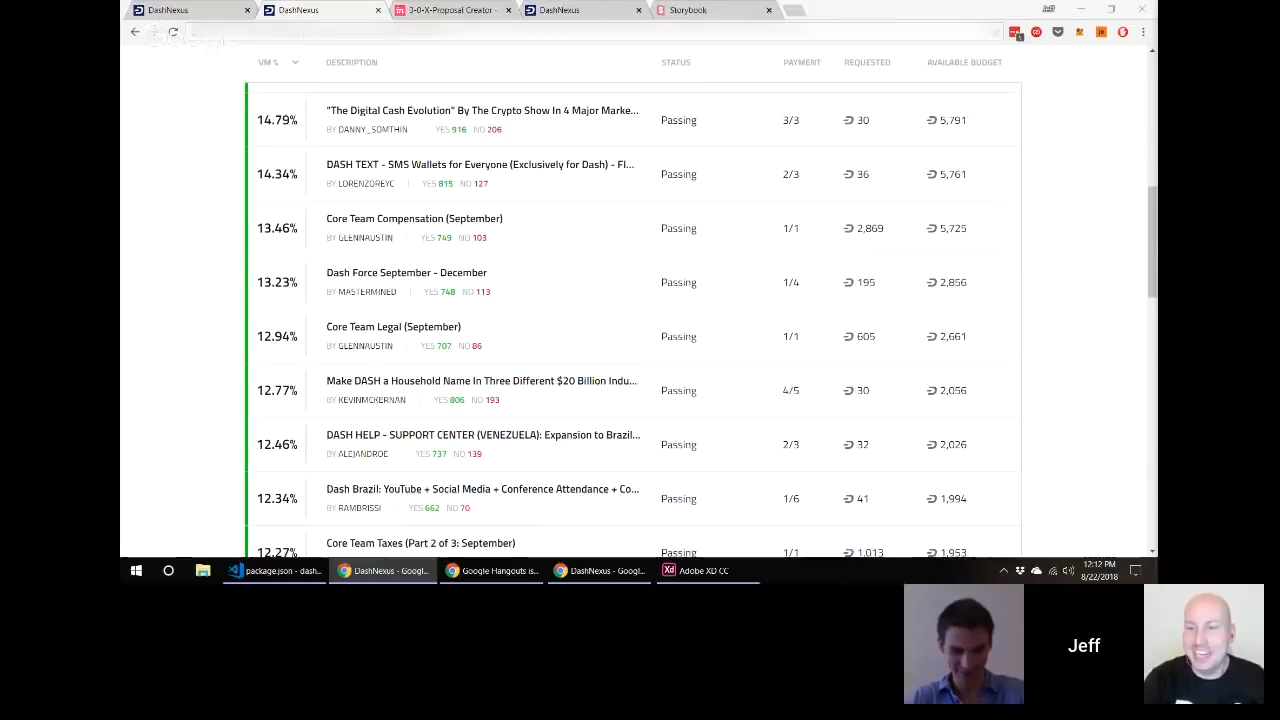 DashNexus
DashNexus
3-0-X-Proposal Creator -
DashNexus
Storybook
Jeff
Google
1
VM %
DESCRIPTION
STATUS
PAYMENT
REQUESTED
AVAILABLE BUDGET
14.79%
"The Digital Cash Evolution" By The Crypto Show In 4 Major Marke...
BY DANNY_SOMTHIN YES 916 NO 206
Passing
3/3
30
5,791
14.34%
DASH TEXT - SMS Wallets for Everyone (Exclusively for Dash) - Fl...
BY LORENZOREYC YES 815 NO 127
Passing
2/3
36
5,761
13.46%
Core Team Compensation (September)
BY GLENNAUSTIN YES 749 NO 103
Passing
1/1
2,869
5,725
13.23%
Dash Force September - December
BY MASTERMINED YES 748 NO 113
Passing
1/4
195
2,856
12.94%
Core Team Legal (September)
BY GLENNAUSTIN YES 707 NO 86
Passing
1/1
605
2,661
12.77%
Make DASH a Household Name In Three Different $20 Billion Indu...
BY KEVINMCKERNAN YES 806 NO 193
Passing
4/5
30
2,056
12.46%
DASH HELP - SUPPORT CENTER (VENEZUELA): Expansion to Brazil...
BY ALEJANDROE YES 737 NO 139
Passing
2/3
32
2,026
12.34%
Dash Brazil: YouTube + Social Media + Conference Attendance + Co...
BY RAMBRISSI YES 662 NO 70
Passing
1/6
41
1,994
12.27%
Core Team Taxes (Part 2 of 3: September)
Passing
1/1
1,013
1,953
package.json - dash...
DashNexus - Googl...
Google Hangouts is...
DashNexus - Googl...
Xd
Adobe XD CC
12:12 PM
8/22/2018
Jeff